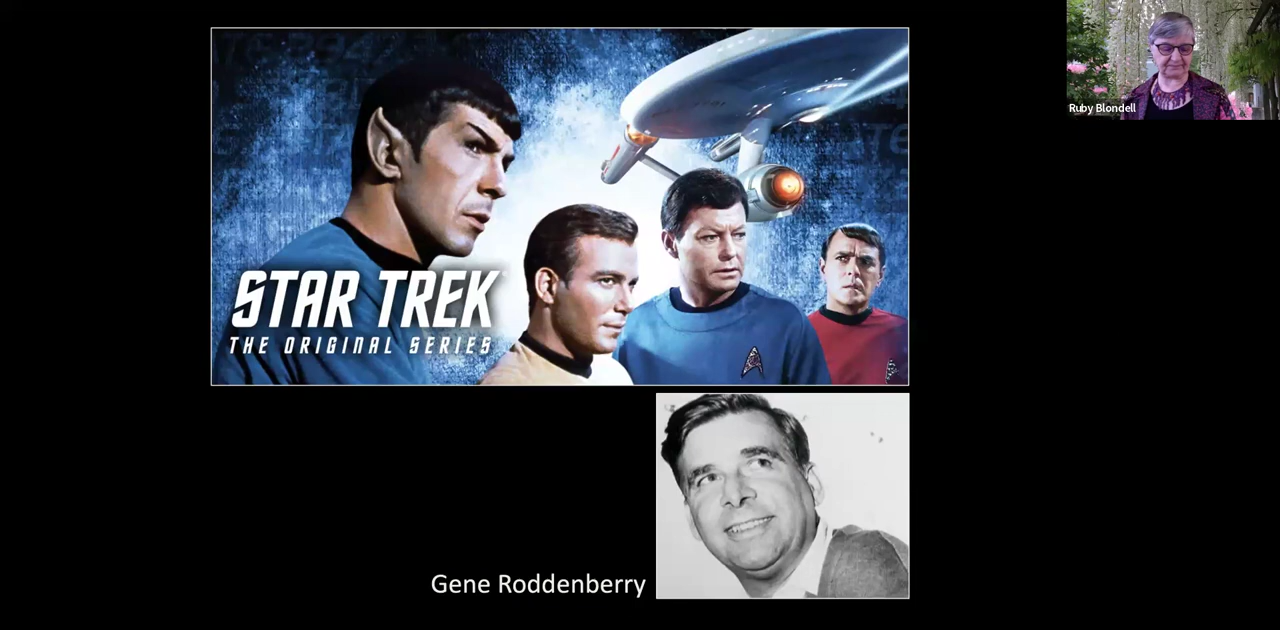 STAR TREK
THE ORIGINAL SERIES
Gene Roddenberry
Ruby Blondell